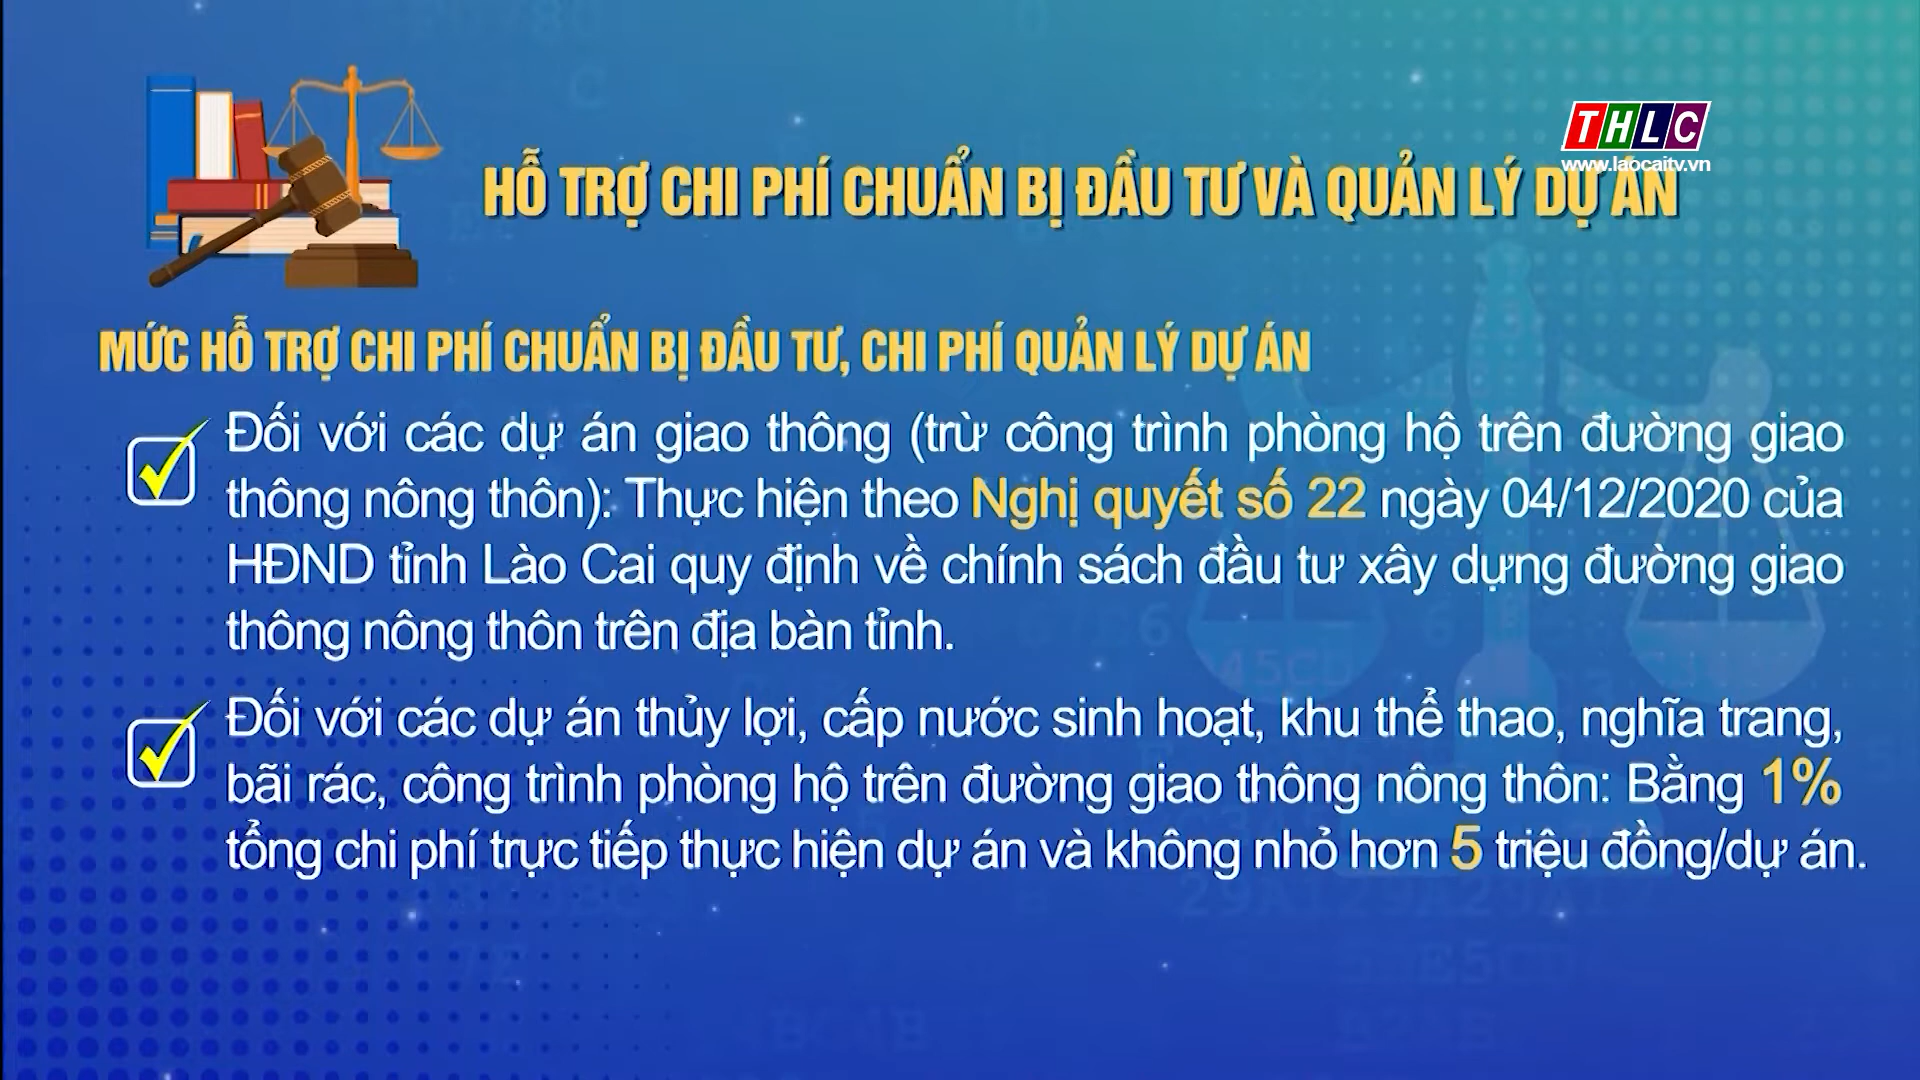 THLC
www.laocaitv.vn
HỖ TRỢ CHI PHÍ CHUẨN BỊ ĐẦU TƯ VÀ QUẢN LÝ DỰ ÁN
MỨC HỖ TRỢ CHI PHÍ CHUẨN BỊ ĐẦU TƯ, CHI PHÍ QUẢN LÝ DỰ ÁN
Đối với các dự án giao thông (trừ công trình phòng hộ trên đường giao
thông nông thôn): Thực hiện theo Nghị quyết số 22 ngày 04/12/2020 của
HĐND tỉnh Lào Cai quy định về chính sách đầu tư xây dựng đường giao
thông nông thôn trên địa bàn tỉnh.
Đối với các dự án thủy lợi, cấp nước sinh hoạt, khu thể thao, nghĩa trang,
bãi rác, công trình phòng hộ trên đường giao thông nông thôn: Bằng 1%
tổng chi phí trực tiếp thực hiện dự án và không nhỏ hơn 5 triệu đồng/dự án.